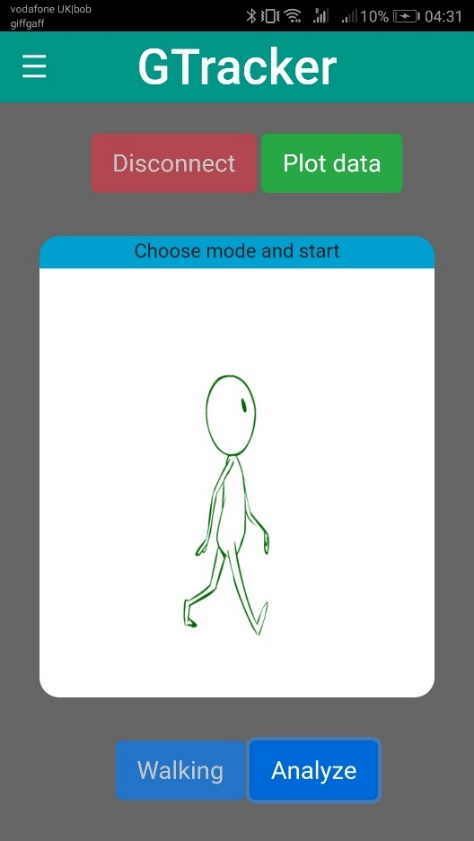 vodafone UK|bob
giffgaff
R
10%
04:31
GTracker
Disconnect
Plot data
Choose mode and start
Walking
Analyze